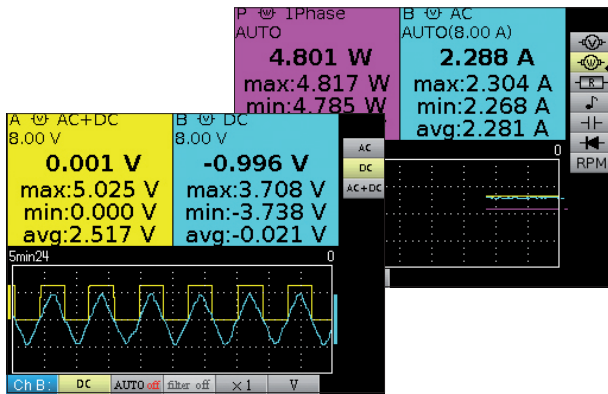 P W 1Phase
AUTO
4.801 W
max:4.817 W
min:4.785 W
B V AC
AUTO(8.00 A)
2.288 A
max:2.304 A
min:2.268 A
avg:2.281 A
0
V
W
R
RPM
A W AC+DC
8.00 V
0.001 V
max:5.025 V
min:0.000 V
avg:2.517 V
B W DC
8.00 V
-0.996 V
max:3.708 V
min:-3.738 V
avg:-0.021 V
AC
DC
AC+DC
5min24
0
Ch B:
DC
AUTO off
filter off
×1
V